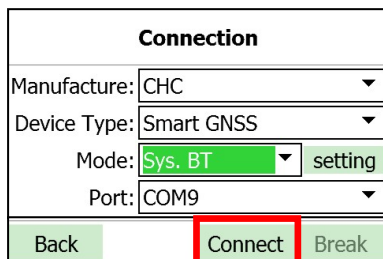 Connection
Manufacture: CHC
Device Type: Smart GNSS
Mode: Sys. BT setting
Port: COM9
Back Connect Break